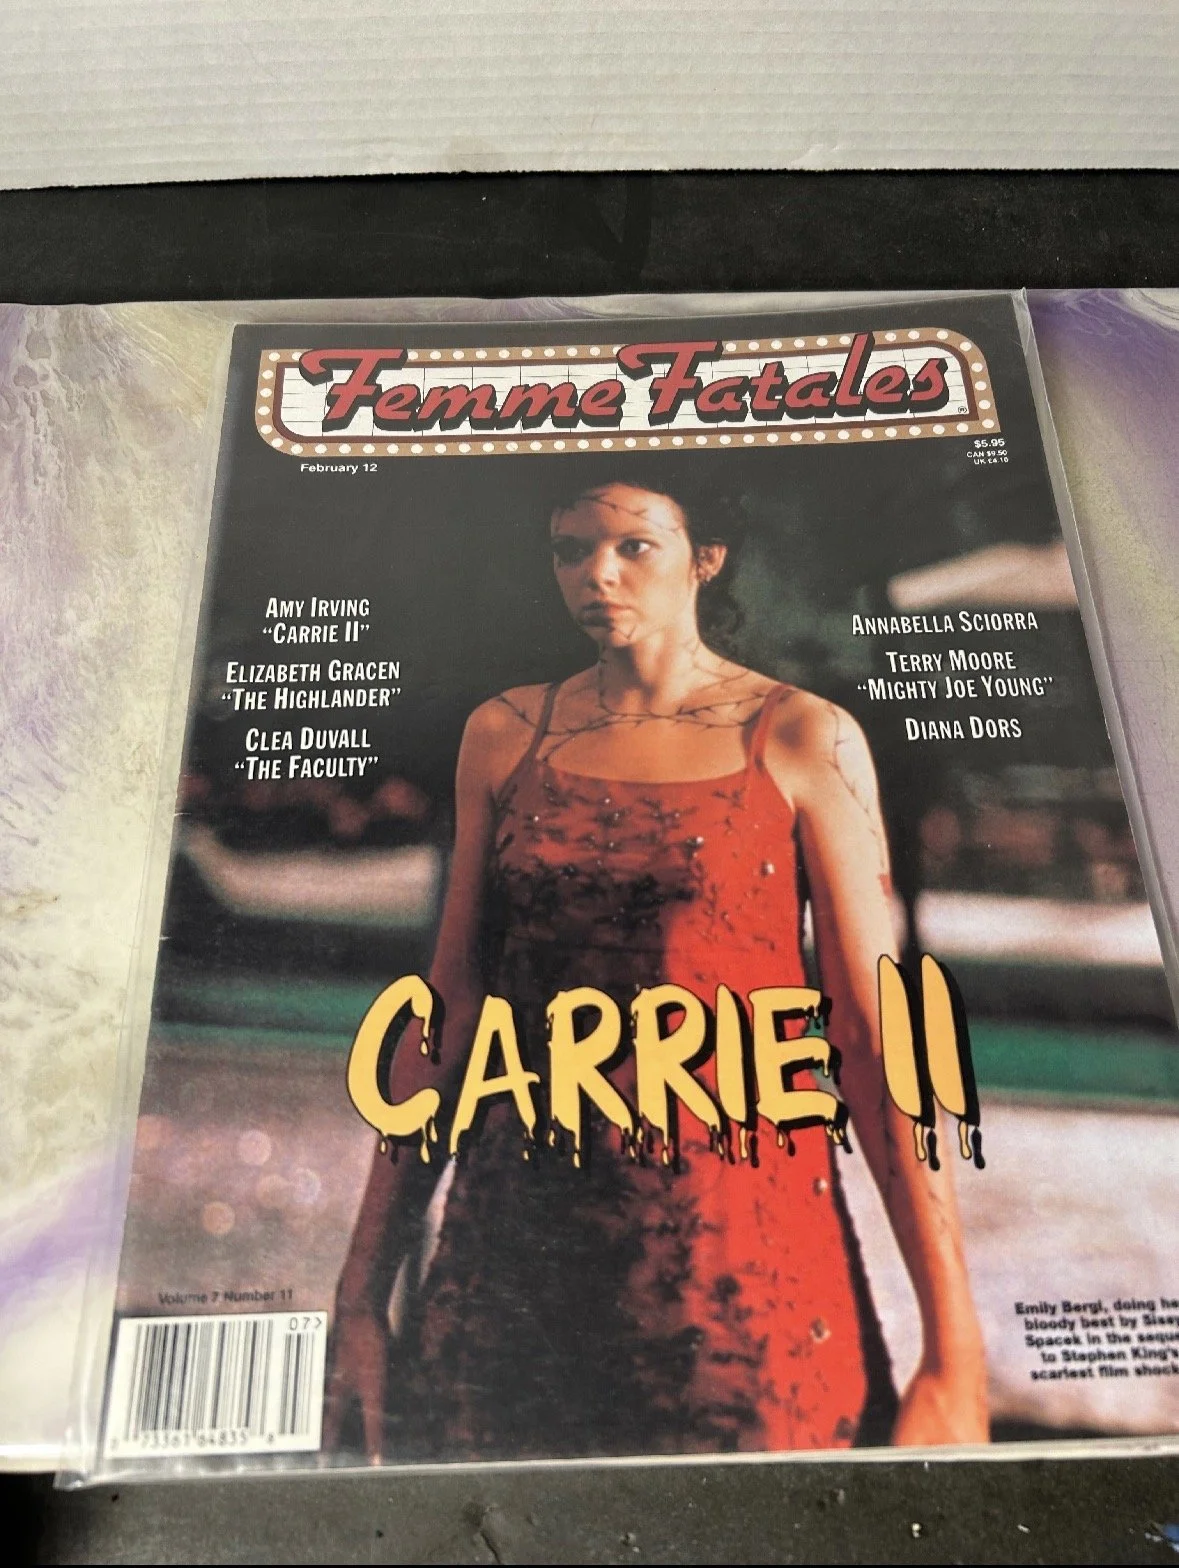 Femme Fatales
®
February 12
$5.95
CAN $9.50
UK £4.10
AMY IRVING
“CARRIE II”
ELIZABETH GRACEN
“THE HIGHLANDER”
CLEA DUVALL
“THE FACULTY”
ANNABELLA SCIORRA
TERRY MOORE
“MIGHTY JOE YOUNG”
DIANA DORS
CARRIE II
Volume 7 Number 11
07>
Emily Bergl, doing he
bloody best by Sissy
Spacek in the seque
to Stephen King's
scariest film shock